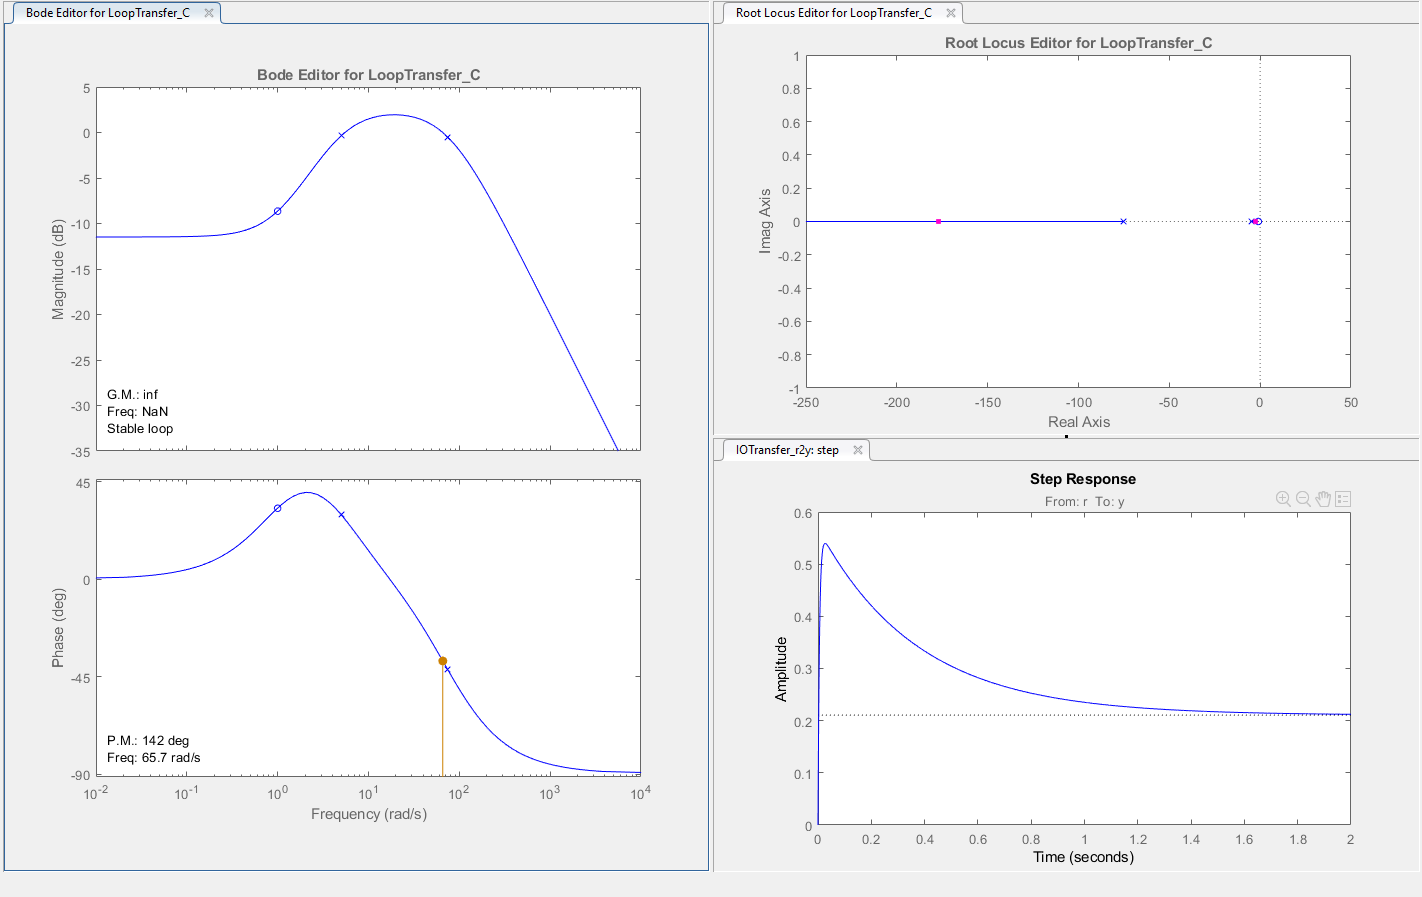 Bode Editor for LoopTransfer_C
Bode Editor for LoopTransfer_C
5
0
-5
-10
-15
-20
-25
-30
-35
Magnitude (dB)
G.M.: inf
Freq: NaN
Stable loop
45
0
-45
-90
Phase (deg)
P.M.: 142 deg
Freq: 65.7 rad/s
10-2
10-1
100
101
102
103
104
Frequency (rad/s)
Root Locus Editor for LoopTransfer_C
Root Locus Editor for LoopTransfer_C
1
0.8
0.6
0.4
0.2
0
-0.2
-0.4
-0.6
-0.8
-1
Imag Axis
-250
-200
-150
-100
-50
0
50
Real Axis
IOTransfer_r2y: step
Step Response
From: r To: y
0.6
0.5
0.4
0.3
0.2
0.1
0
Amplitude
0
0.2
0.4
0.6
0.8
1
1.2
1.4
1.6
1.8
2
Time (seconds)